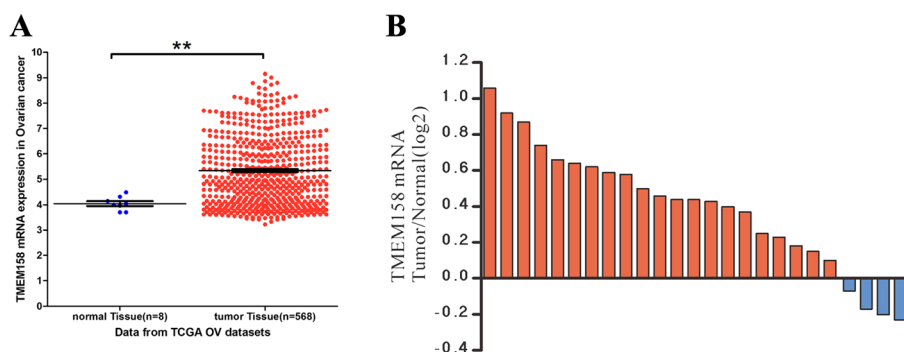 A
**
TMEM158 mRNA expression in Ovarian cancer
10
9
8
7
6
5
4
3
2
1
0
normal Tissue(n=8)
tumor Tissue(n=568)
Data from TCGA OV datasets
B
TMEM158 mRNA
Tumor/Normal(log2)
1.2
1.0
0.8
0.6
0.4
0.2
0.0
-0.2
-0.4